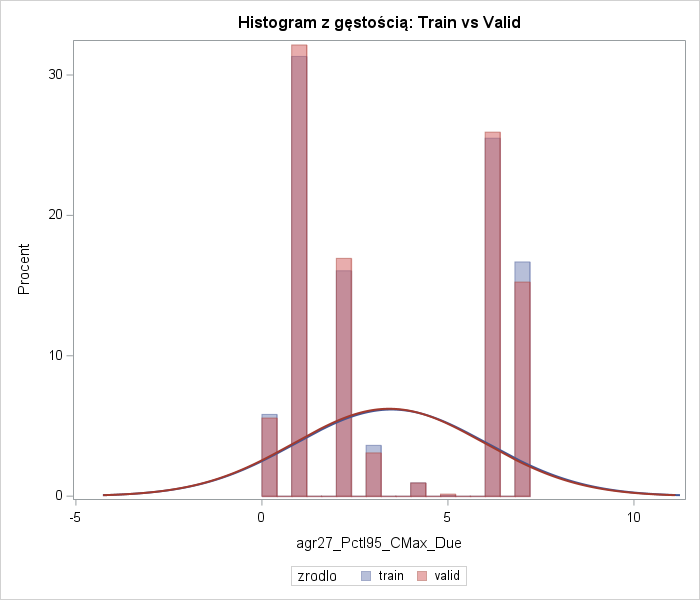 Histogram z gęstością: Train vs Valid
30
20
10
0
Procent
-5 0 5 10
agr27_Pctl95_CMax_Due
zrodlo train valid